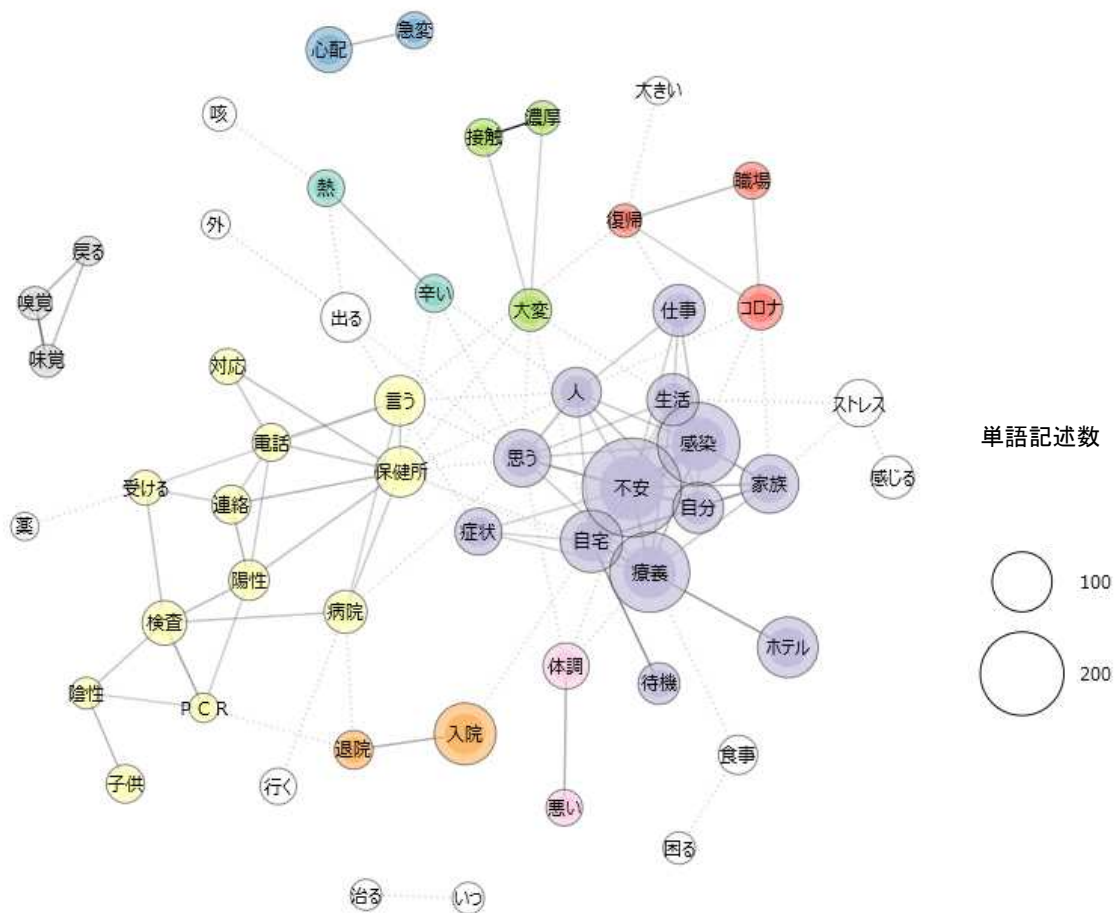 急変
心配
大きい
咳
濃厚
接触
職場
熱
復帰
外
戻る
辛い
嗅覚
大変
仕事
コロナ
出る
味覚
対応
人
生活
言う
ストレス
電話
感染
思う
保健所
単語記述数
受ける
不安
家族
感じる
連絡
自分
薬
症状
自宅
療義
陽性
100
病院
検査
ホテル
体調
200
待機
陰性
PCR
入院
退院
食事
子供
行く
悪い
困る
治る
いつ